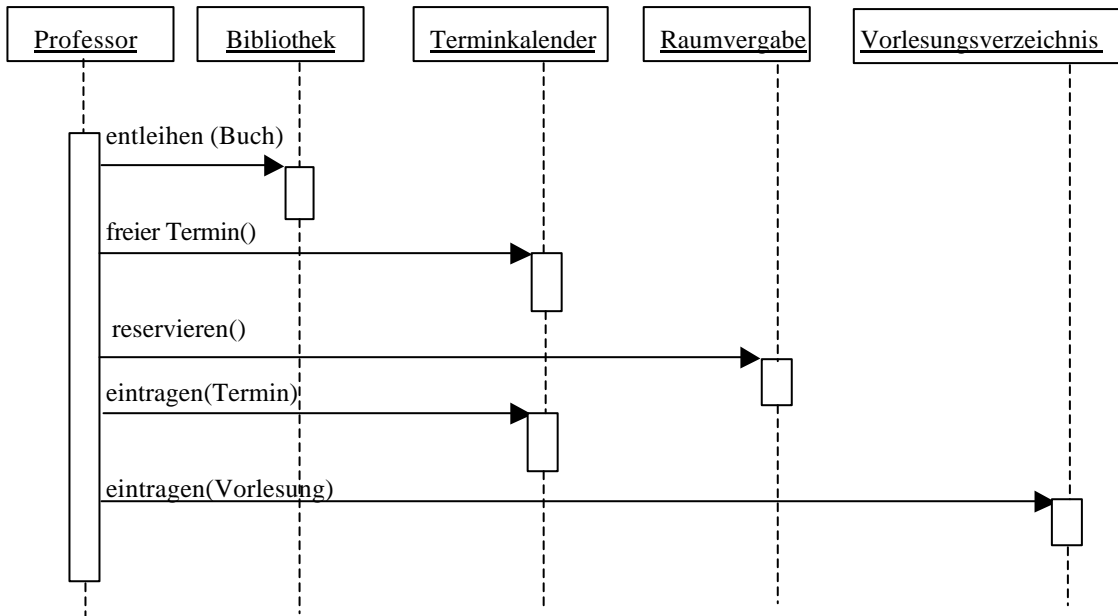 Professor
Bibliothek
Terminkalender
Raumvergabe
Vorlesungsverzeichnis
entleihen (Buch)
freier Termin()
reservieren()
eintragen(Termin)
eintragen(Vorlesung)